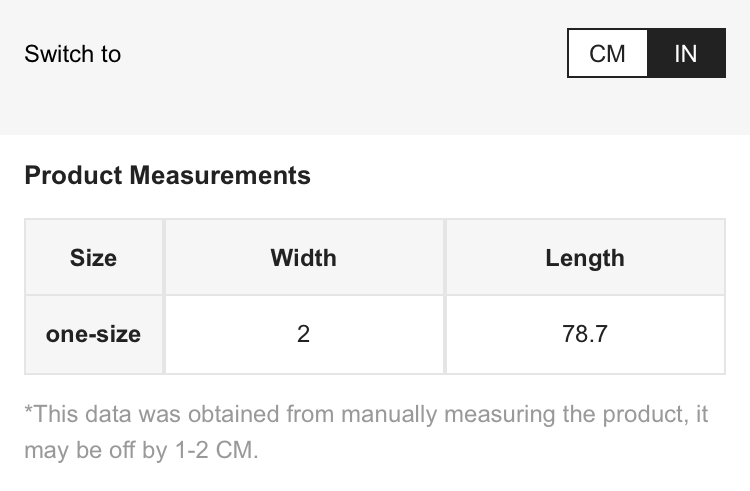 Switch to
CM IN
Product Measurements
Size Width Length
one-size 2 78.7
*This data was obtained from manually measuring the product, it
may be off by 1-2 CM.